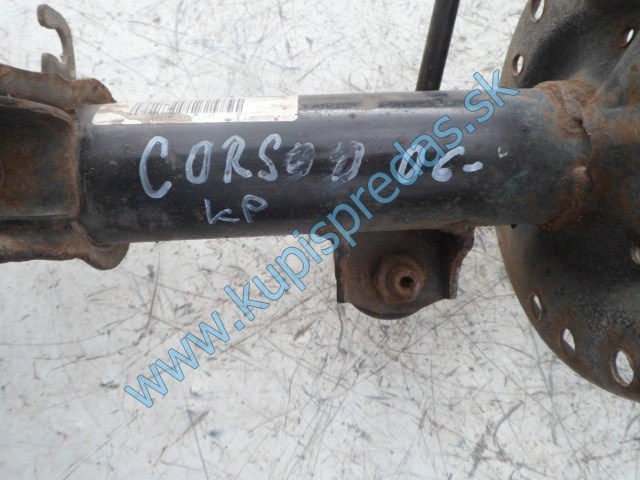 CORSA D 06-
KP
www.kupispredas.sk